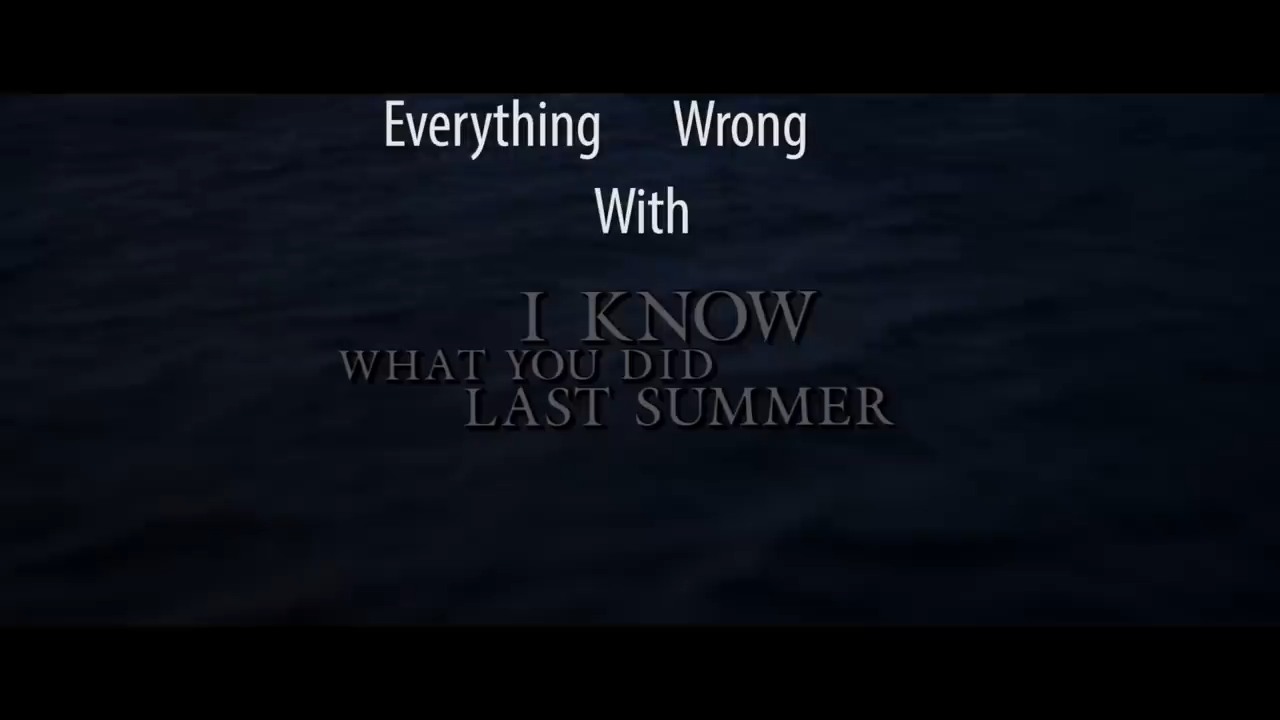 Everything Wrong
With
I KNOW
WHAT YOU DID
LAST SUMMER